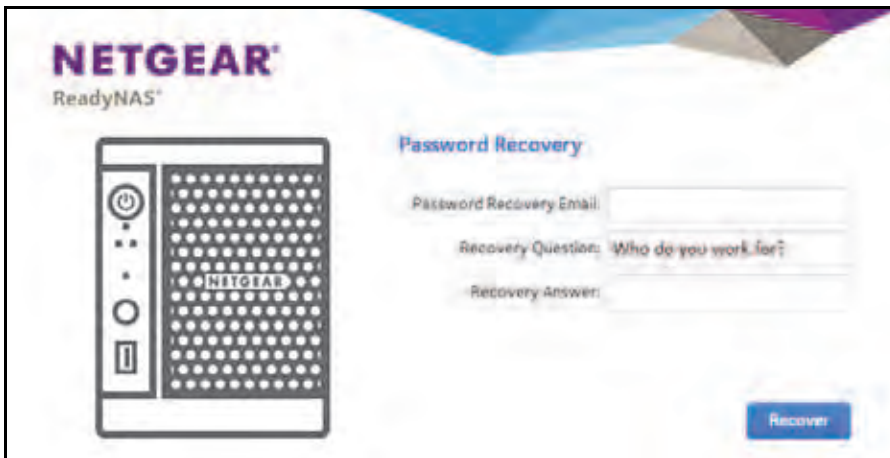 NETGEAR®
ReadyNAS®
Password Recovery
Password Recovery Email:
Recovery Question: Who do you work for?
Recovery Answer:
NETGEAR
Recover